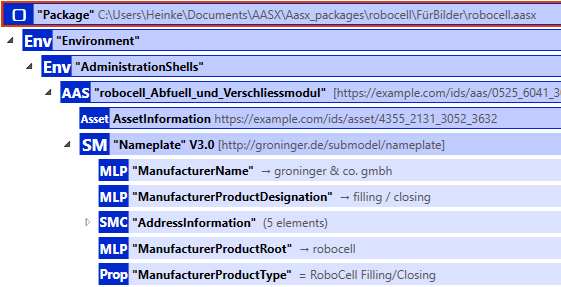 "Package" C:\Users\Heinke\Documents\AASX\Aasx_packages\robocell\FürBilder\robocell.aasx
Env "Environment"
Env "AdministrationShells"
AAS "robocell_Abfuell_und_Verschliessmodul" [https://example.com/ids/aas/0525_6041_30
Asset AssetInformation https://example.com/ids/asset/4355_2131_3052_3632
SM "Nameplate" V3.0 [http://groninger.de/submodel/nameplate]
MLP "ManufacturerName" → groninger & co. gmbh
MLP "ManufacturerProductDesignation" → filling / closing
SMC "AddressInformation" (5 elements)
MLP "ManufacturerProductRoot" → robocell
Prop "ManufacturerProductType" = RoboCell Filling/Closing